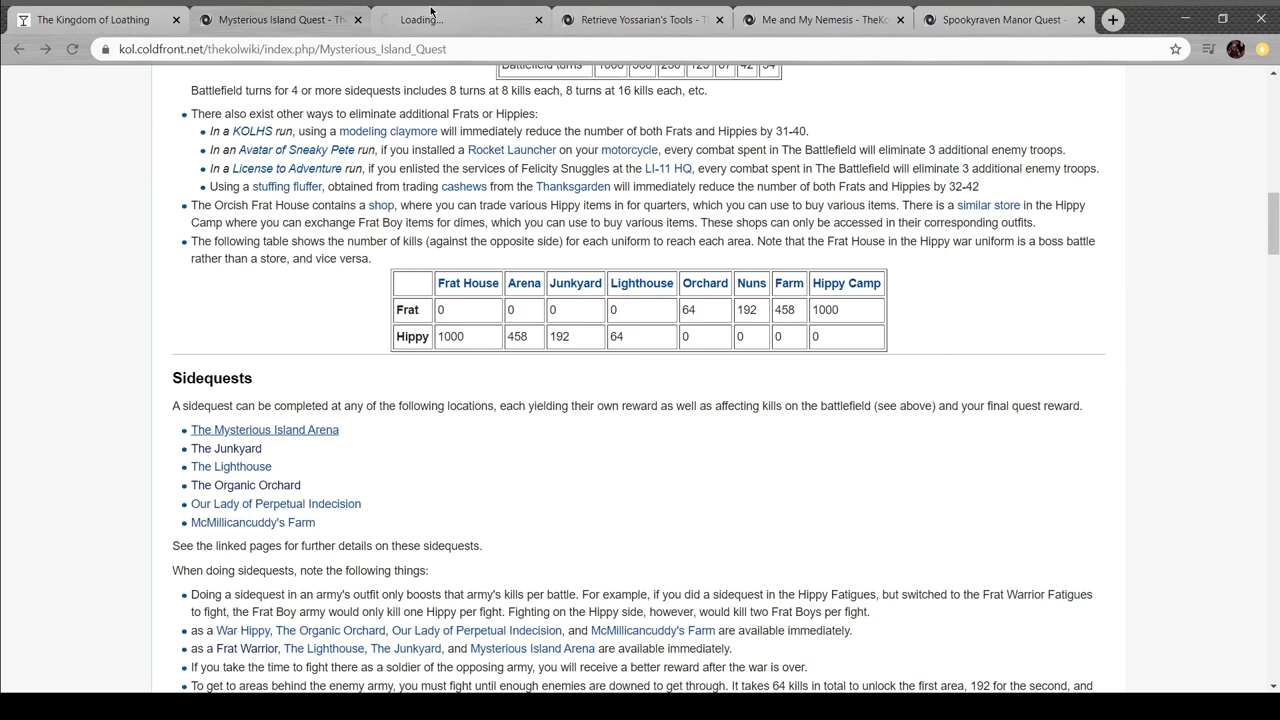 The Kingdom of Loathing
Mysterious Island Quest - The
Loading...
Retrieve Yossarian's Tools - T
Me and My Nemesis - TheKo
Spookyraven Manor Quest -
kol.coldfront.net/thekolwiki/index.php/Mysterious_Island_Quest
Battlefield turns 1000 500 250 125 67 42 34
Battlefield turns for 4 or more sidequests includes 8 turns at 8 kills each, 8 turns at 16 kills each, etc.
There also exist other ways to eliminate additional Frats or Hippies:
In a KOLHS run, using a modeling claymore will immediately reduce the number of both Frats and Hippies by 31-40.
In an Avatar of Sneaky Pete run, if you installed a Rocket Launcher on your motorcycle, every combat spent in The Battlefield will eliminate 3 additional enemy troops.
In a License to Adventure run, if you enlisted the services of Felicity Snuggles at the LI-11 HQ, every combat spent in The Battlefield will eliminate 3 additional enemy troops.
Using a stuffing fluffer, obtained from trading cashews from the Thanksgarden will immediately reduce the number of both Frats and Hippies by 32-42
The Orcish Frat House contains a shop, where you can trade various Hippy items in for quarters, which you can use to buy various items. There is a similar store in the Hippy
Camp where you can exchange Frat Boy items for dimes, which you can use to buy various items. These shops can only be accessed in their corresponding outfits.
The following table shows the number of kills (against the opposite side) for each uniform to reach each area. Note that the Frat House in the Hippy war uniform is a boss battle
rather than a store, and vice versa.
Frat House Arena Junkyard Lighthouse Orchard Nuns Farm Hippy Camp
Frat 0 0 0 0 64 192 458 1000
Hippy 1000 458 192 64 0 0 0 0
Sidequests
A sidequest can be completed at any of the following locations, each yielding their own reward as well as affecting kills on the battlefield (see above) and your final quest reward.
The Mysterious Island Arena
The Junkyard
The Lighthouse
The Organic Orchard
Our Lady of Perpetual Indecision
McMillicancuddy's Farm
See the linked pages for further details on these sidequests.
When doing sidequests, note the following things:
Doing a sidequest in an army's outfit only boosts that army's kills per battle. For example, if you did a sidequest in the Hippy Fatigues, but switched to the Frat Warrior Fatigues
to fight, the Frat Boy army would only kill one Hippy per fight. Fighting on the Hippy side, however, would kill two Frat Boys per fight.
as a War Hippy, The Organic Orchard, Our Lady of Perpetual Indecision, and McMillicancuddy's Farm are available immediately.
as a Frat Warrior, The Lighthouse, The Junkyard, and Mysterious Island Arena are available immediately.
If you take the time to fight there as a soldier of the opposing army, you will receive a better reward after the war is over.
To get to areas behind the enemy army, you must fight until enough enemies are downed to get through. It takes 64 kills in total to unlock the first area, 192 for the second, and